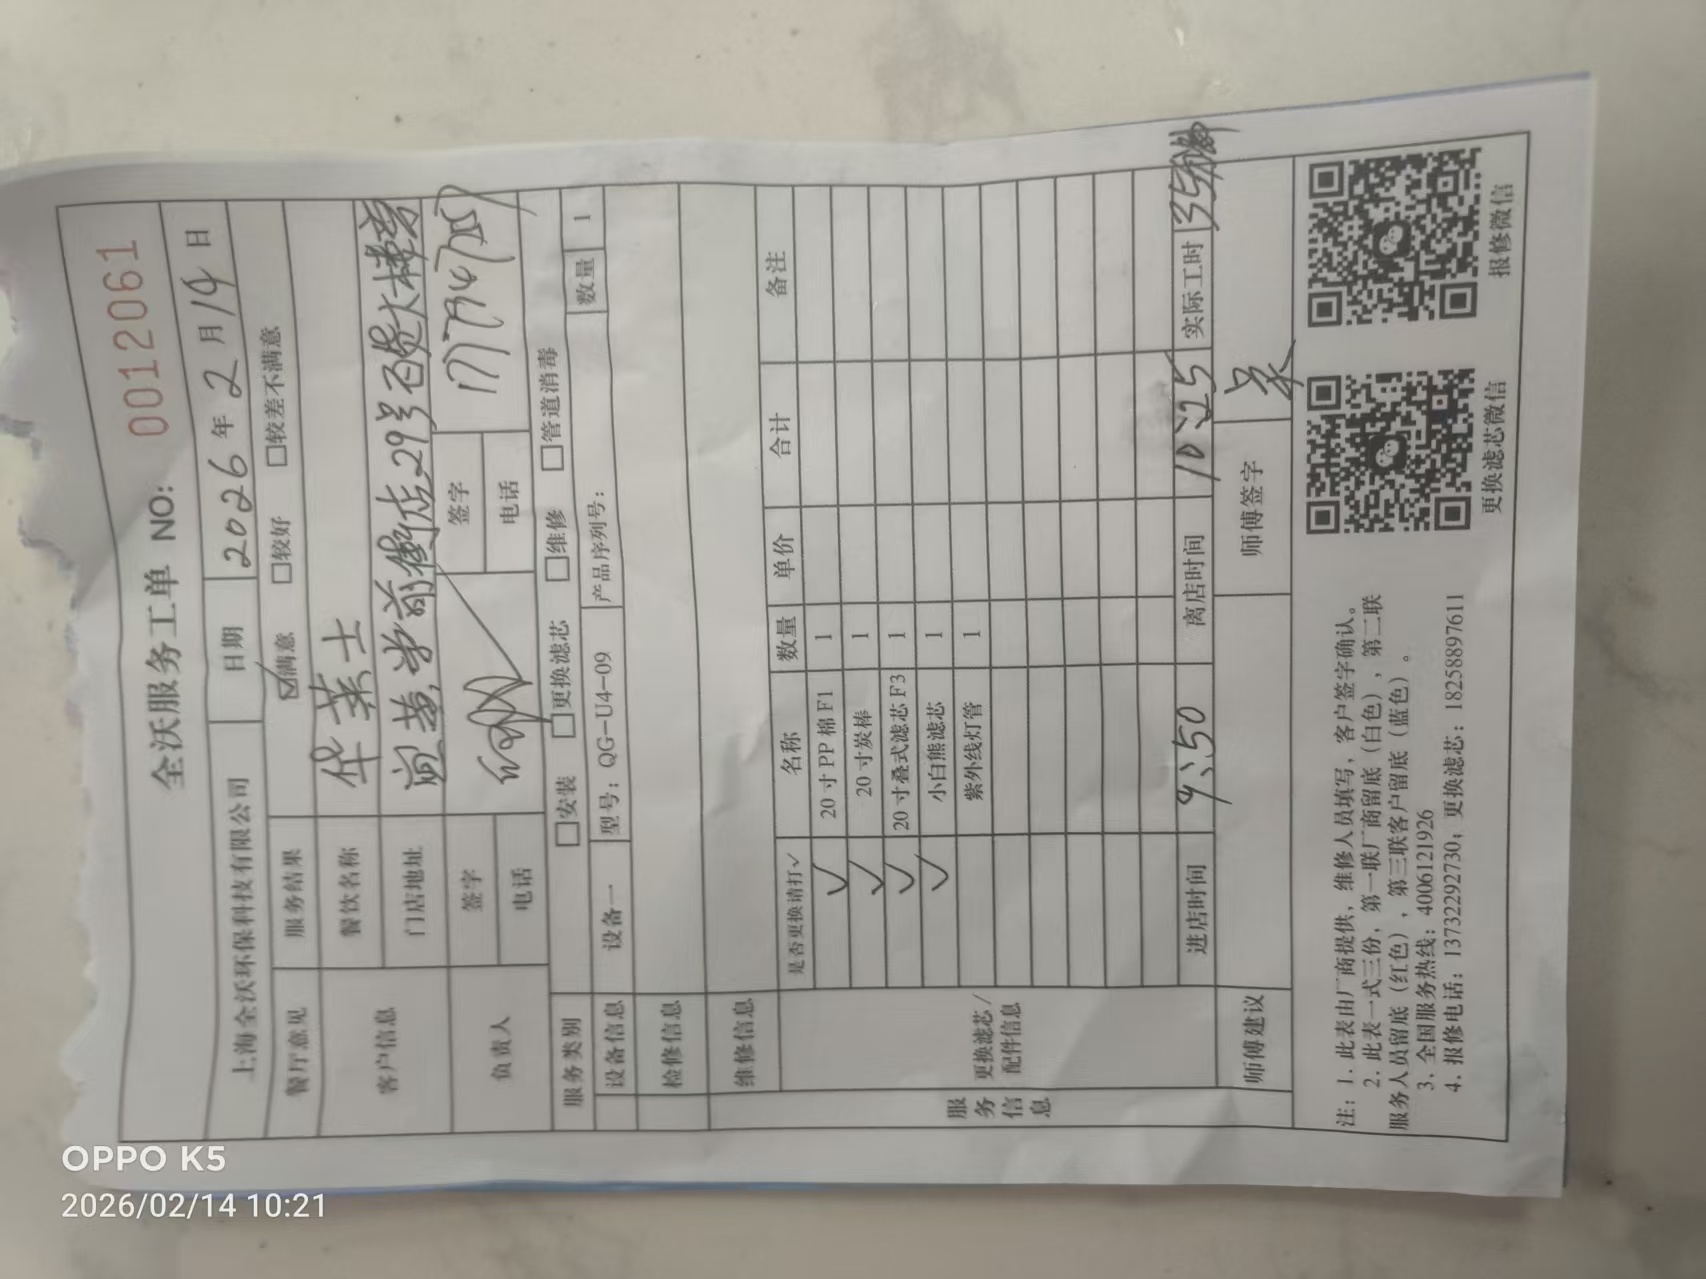 全沃服务工单 NO: 0012061
上海全沃环保科技有限公司 日期 2026年2月14日
餐厅意见 服务结果 ☑满意 □较好 □较差不满意
客户信息 餐饮名称 华莱士
门店地址 学前 29号
负责人 签字 签字
电话 电话
服务类别 □安装 □更换滤芯 □维修 □管道消毒
设备信息 设备一 型号: QG-U4-09 产品序列号: 数量 1
检修信息
维修信息
服务信息
更换滤芯/配件信息
是否更换请打✓ 名称 数量 单价 合计 备注
✓ 20寸PP棉F1 1
✓ 20寸炭棒 1
✓ 20寸叠式滤芯F3 1
✓ 小白熊滤芯 1
紫外线灯管 1
进店时间 9:50 离店时间 10:25 实际工时 35
师傅建议 师傅签字
注: 1. 此表由厂商提供, 维修人员填写, 客户签字确认。
2. 此表一式三份, 第一联厂商留底 (白色), 第二联
服务人员留底 (红色), 第三联客户留底 (蓝色)。
3. 全国服务热线: 4006121926
4. 报修电话: 13732292730, 更换滤芯: 18258897611
更换滤芯微信
报修微信
OPPO K5
2026/02/14 10:21